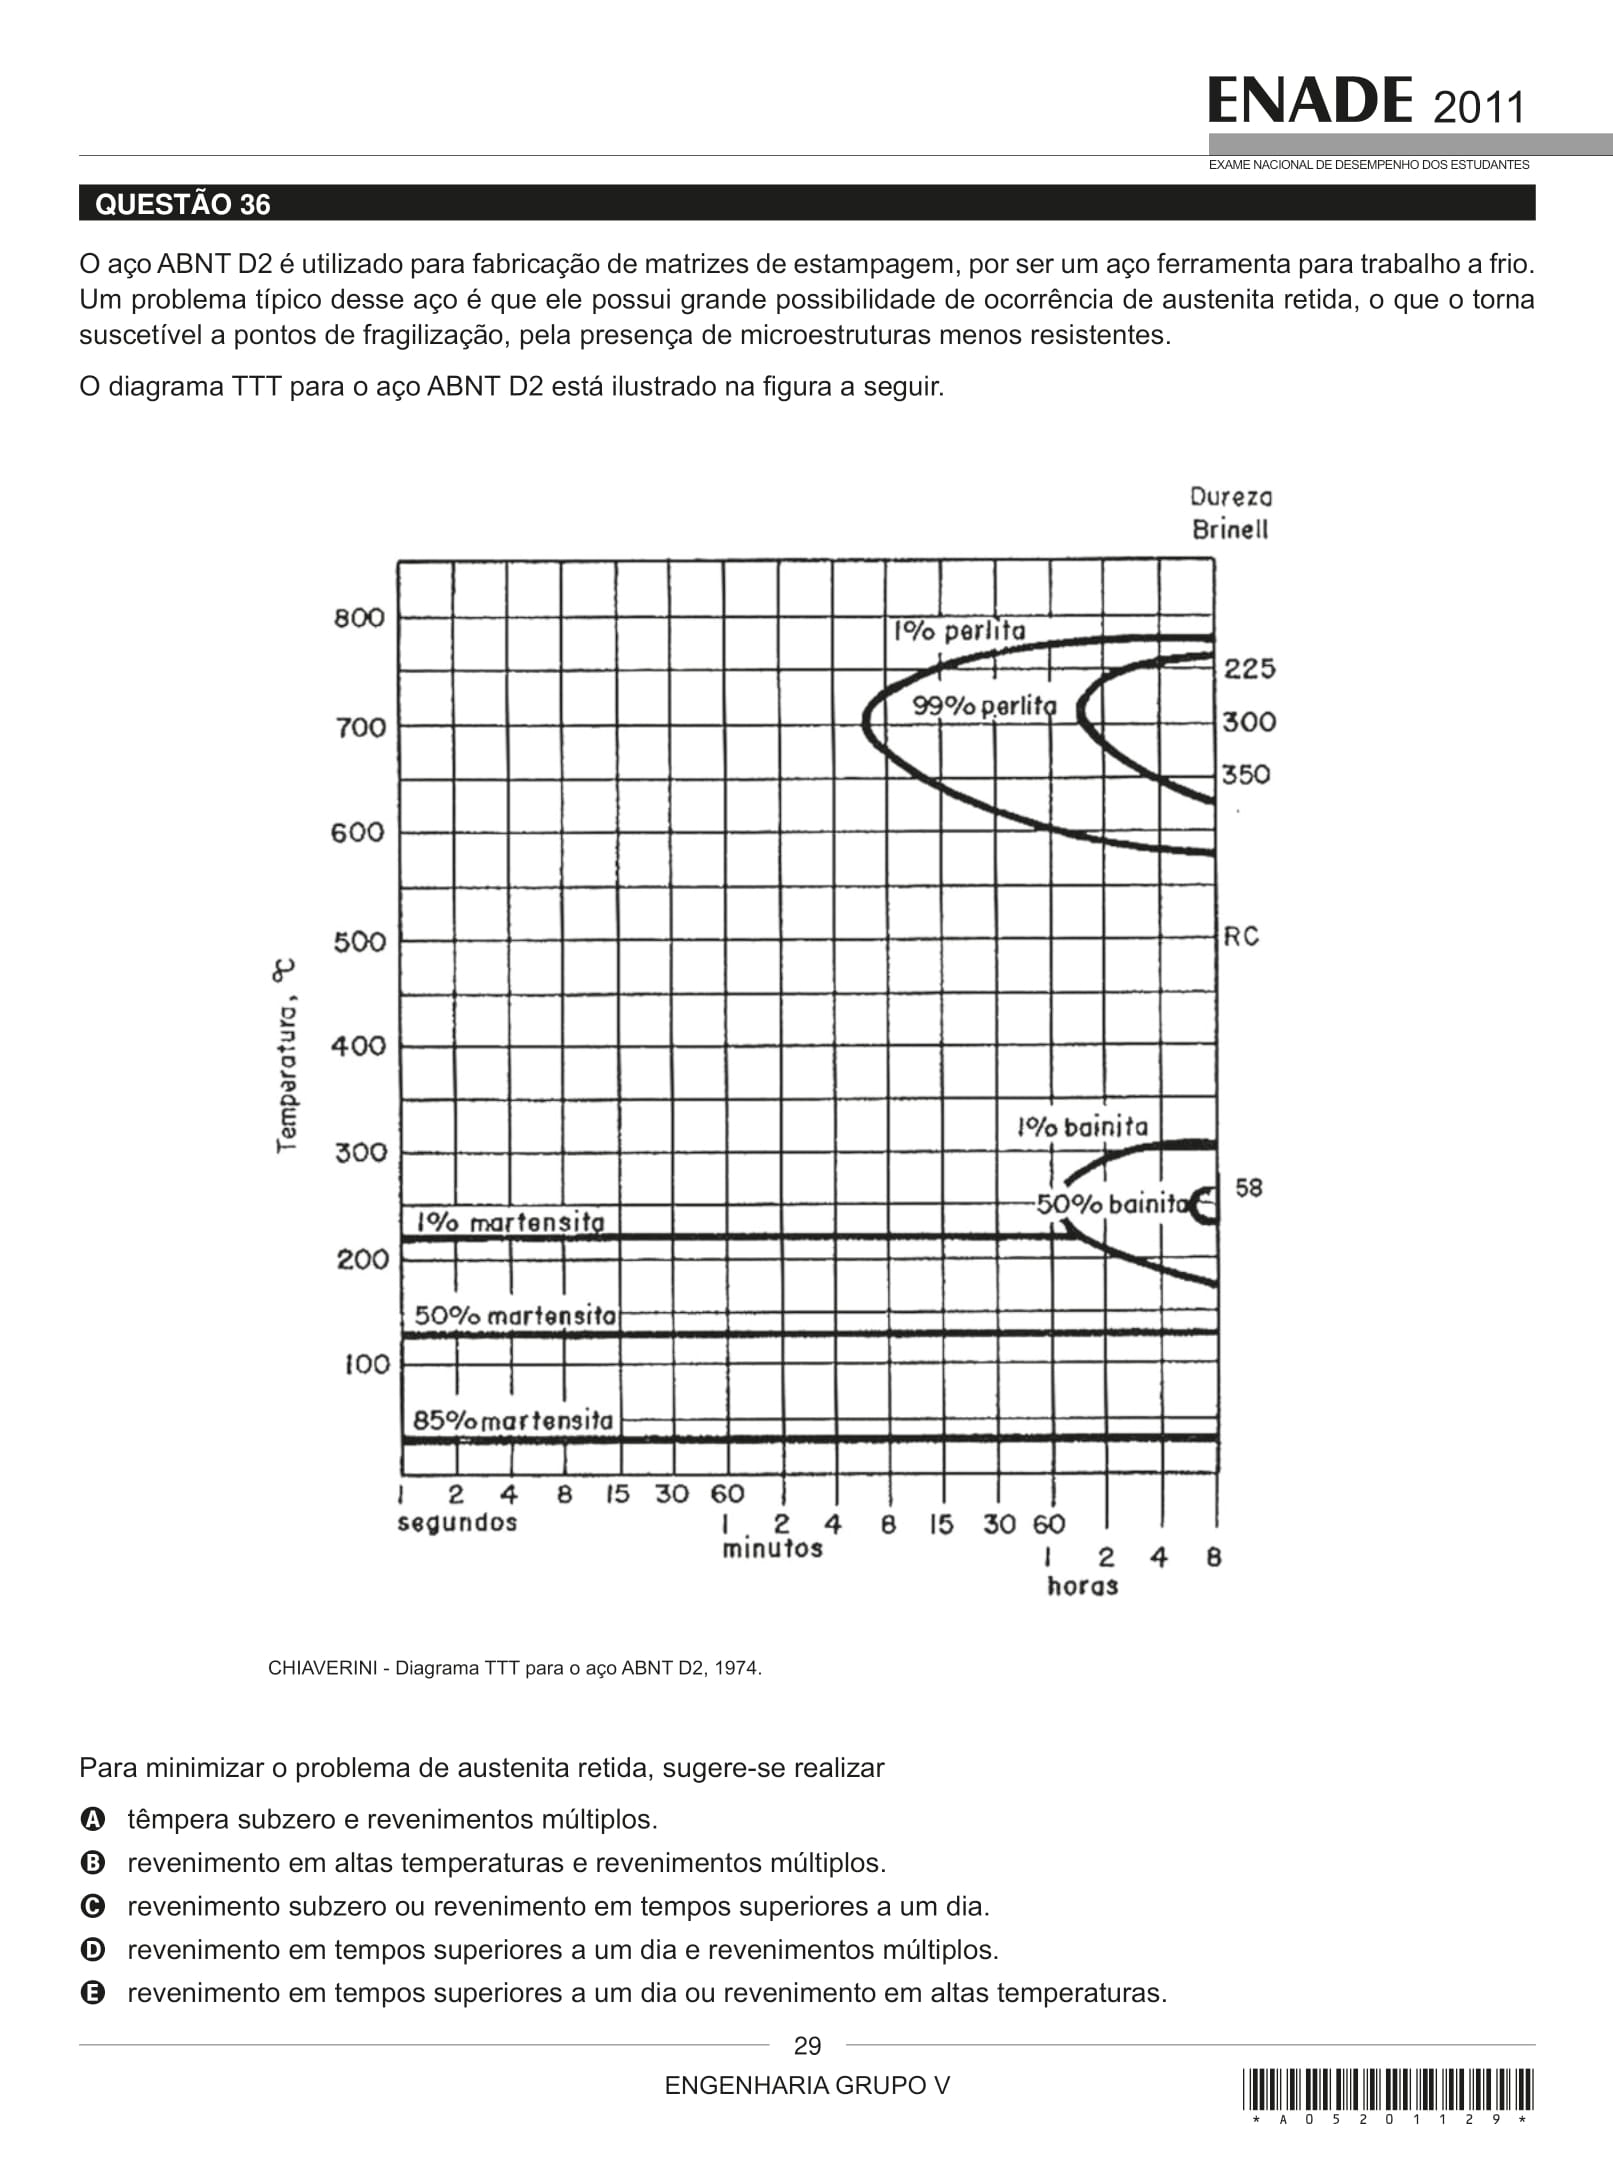 ENADE 2011
EXAME NACIONAL DE DESEMPENHO DOS ESTUDANTES
QUESTÃO 36
O aço ABNT D2 é utilizado para fabricação de matrizes de estampagem, por ser um aço ferramenta para trabalho a frio.
Um problema típico desse aço é que ele possui grande possibilidade de ocorrência de austenita retida, o que o torna
suscetível a pontos de fragilização, pela presença de microestruturas menos resistentes.
O diagrama TTT para o aço ABNT D2 está ilustrado na figura a seguir.
Dureza
Brinell
800
1% perlita
225
99% perlita
700
300
350
600
500
RC
Temperatura, °C
400
1% bainita
300
58
50% bainita
1% martensita
200
50% martensita
100
85% martensita
1 2 4 8 15 30 60
segundos
1 2 4 8 15 30 60
minutos
1 2 4 8
horas
CHIAVERINI - Diagrama TTT para o aço ABNT D2, 1974.
Para minimizar o problema de austenita retida, sugere-se realizar
A têmpera subzero e revenimentos múltiplos.
B revenimento em altas temperaturas e revenimentos múltiplos.
C revenimento subzero ou revenimento em tempos superiores a um dia.
D revenimento em tempos superiores a um dia e revenimentos múltiplos.
E revenimento em tempos superiores a um dia ou revenimento em altas temperaturas.
29
ENGENHARIA GRUPO V
* A 0 5 2 0 1 1 2 9 *